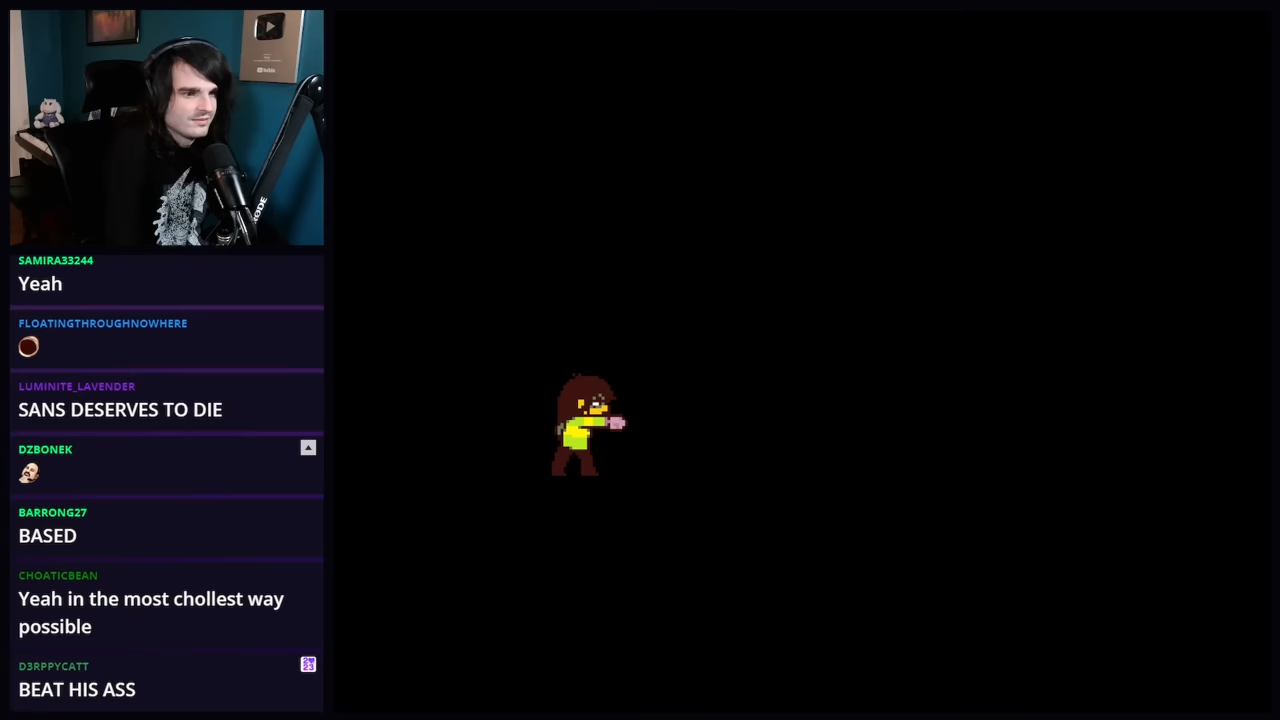 RØDE
SAMIRA33244
Yeah
FLOATINGTHROUGHNOWHERE
LUMINITE_LAVENDER
SANS DESERVES TO DIE
DZBONEK
BARRONG27
BASED
CHOATICBEAN
Yeah in the most chollest way
possible
D3RPPYCATT
BEAT HIS ASS